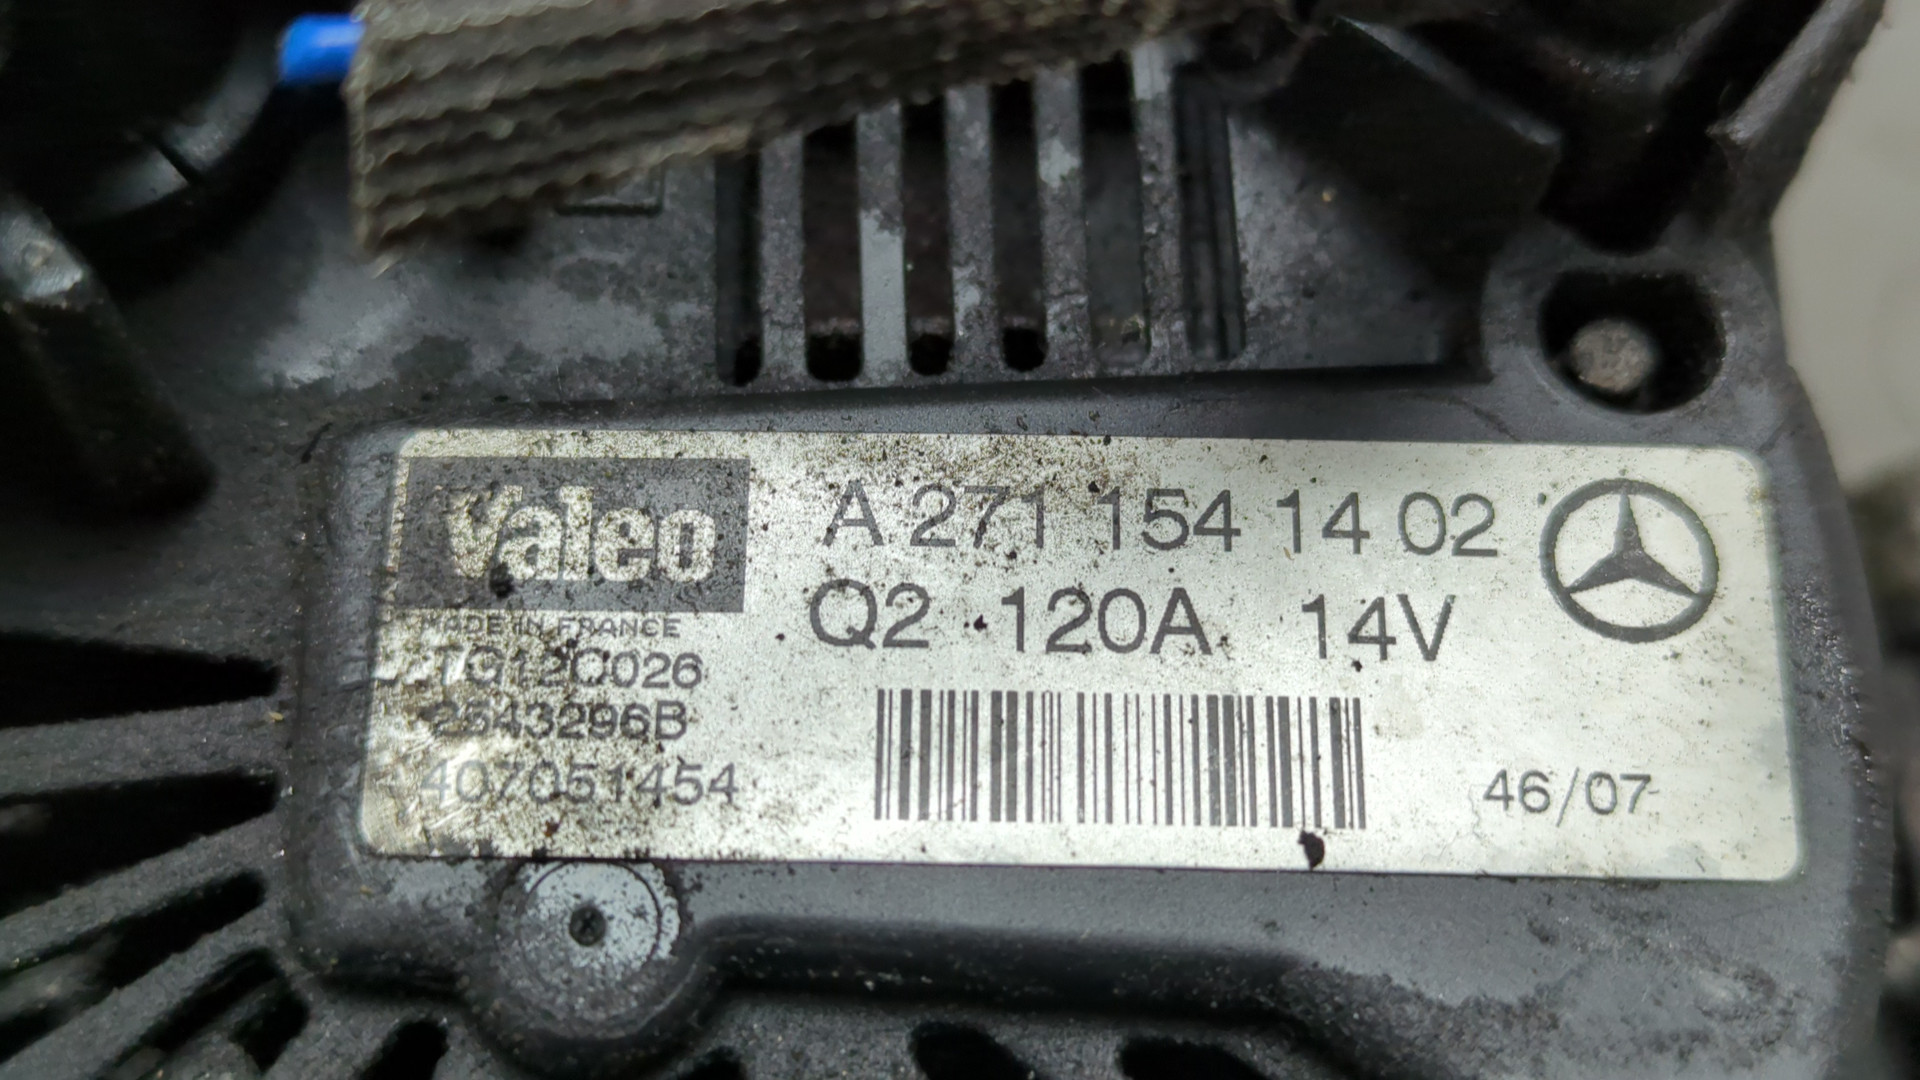 Valeo
A 271 154 14 02
Q2 120A 14V
MADE IN FRANCE
TG12C026
2543296B
407051454
46/07